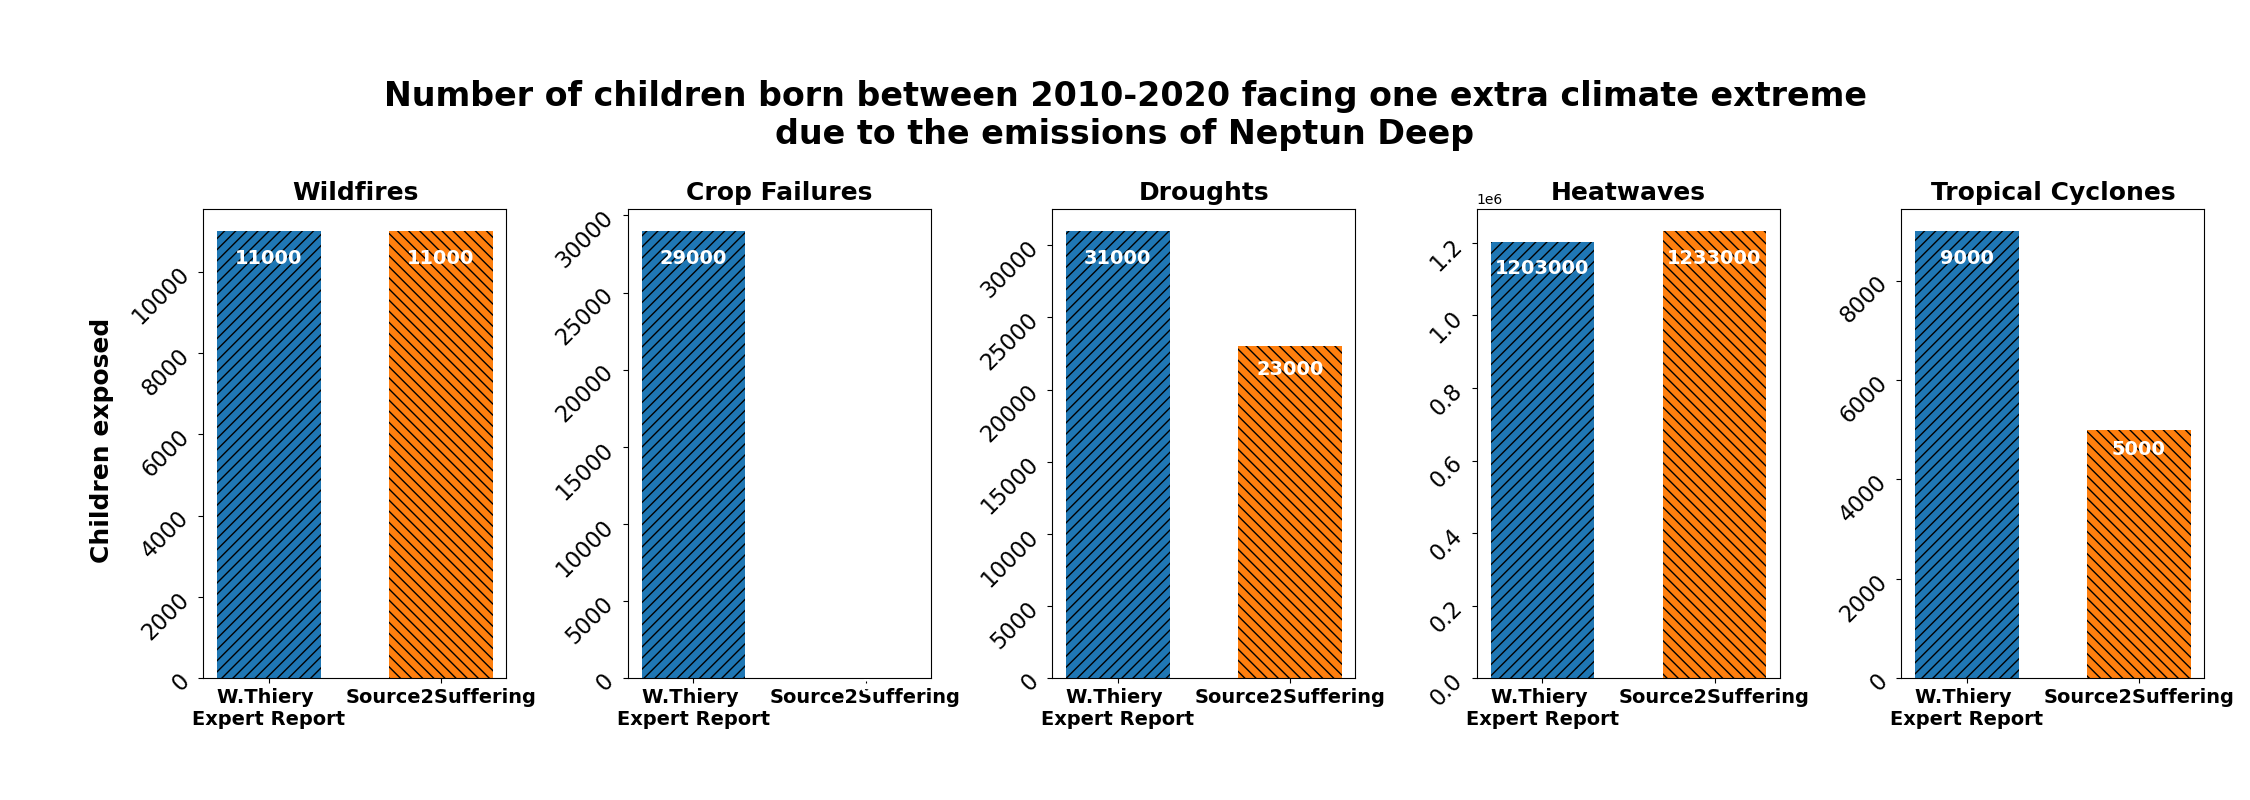 Number of children born between 2010-2020 facing one extra climate extreme
due to the emissions of Neptun Deep
Wildfires
Children exposed
10000
8000
6000
4000
2000
0
11000
11000
W.Thiery
Expert Report
Source2Suffering
Crop Failures
30000
25000
20000
15000
10000
5000
0
29000
W.Thiery
Expert Report
Source2Suffering
Droughts
30000
25000
20000
15000
10000
5000
0
31000
23000
W.Thiery
Expert Report
Source2Suffering
Heatwaves
1e6
1.2
1.0
0.8
0.6
0.4
0.2
0.0
1203000
1233000
W.Thiery
Expert Report
Source2Suffering
Tropical Cyclones
8000
6000
4000
2000
0
9000
5000
W.Thiery
Expert Report
Source2Suffering